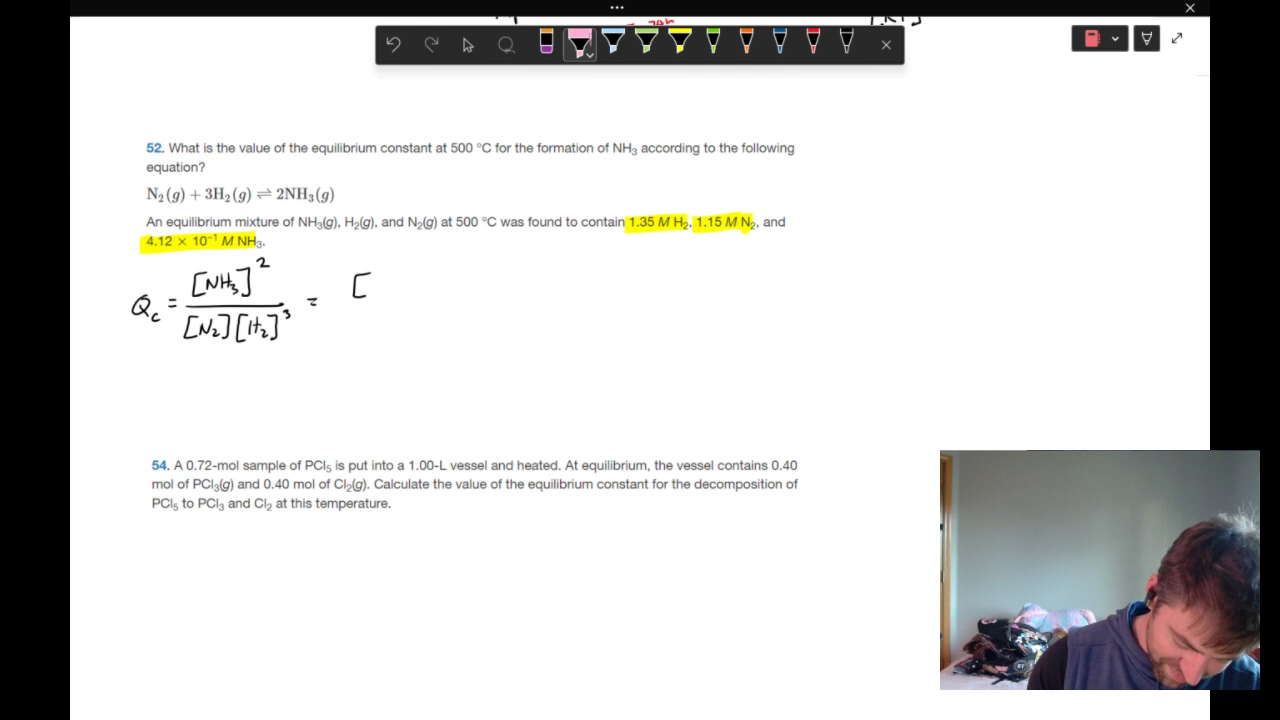 52. What is the value of the equilibrium constant at 500 °C for the formation of NH₃ according to the following
equation?
N₂(g) + 3H₂(g) ⇌ 2NH₃(g)
An equilibrium mixture of NH₃(g), H₂(g), and N₂(g) at 500 °C was found to contain 1.35 M H₂, 1.15 M N₂, and
4.12 × 10⁻¹ M NH₃.
Q_c = [NH₃]² / [N₂][H₂]³ = [
54. A 0.72-mol sample of PCl₅ is put into a 1.00-L vessel and heated. At equilibrium, the vessel contains 0.40
mol of PCl₃(g) and 0.40 mol of Cl₂(g). Calculate the value of the equilibrium constant for the decomposition of
PCl₅ to PCl₃ and Cl₂ at this temperature.